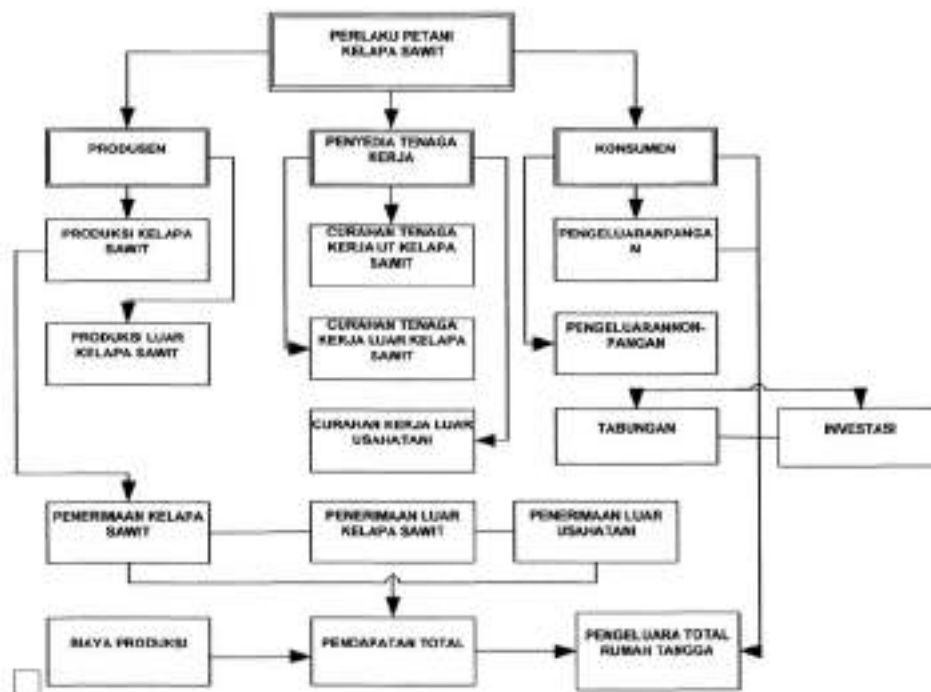 PERILAKU PETANI
KELAPA SAWIT
PRODUSEN
PENYEDIA TENAGA
KERJA
KONSUMEN
PRODUKSI KELAPA
SAWIT
CURAHAN TENAGA
KERJA UT KELAPA
SAWIT
PENGELUARANPANGA
N
PRODUKSI LUAR
KELAPA SAWIT
CURAHAN TENAGA
KERJA LUAR KELAPA
SAWIT
PENGELUARANNON-
PANGAN
CURAHAN KERJA LUAR
USAHATANI
TABUNGAN
INVESTASI
PENERIMAAN KELAPA
SAWIT
PENERIMAAN LUAR
KELAPA SAWIT
PENERIMAAN LUAR
USAHATANI
BIAYA PRODUKSI
PENDAPATAN TOTAL
PENGELUARA TOTAL
RUMAH TANGGA